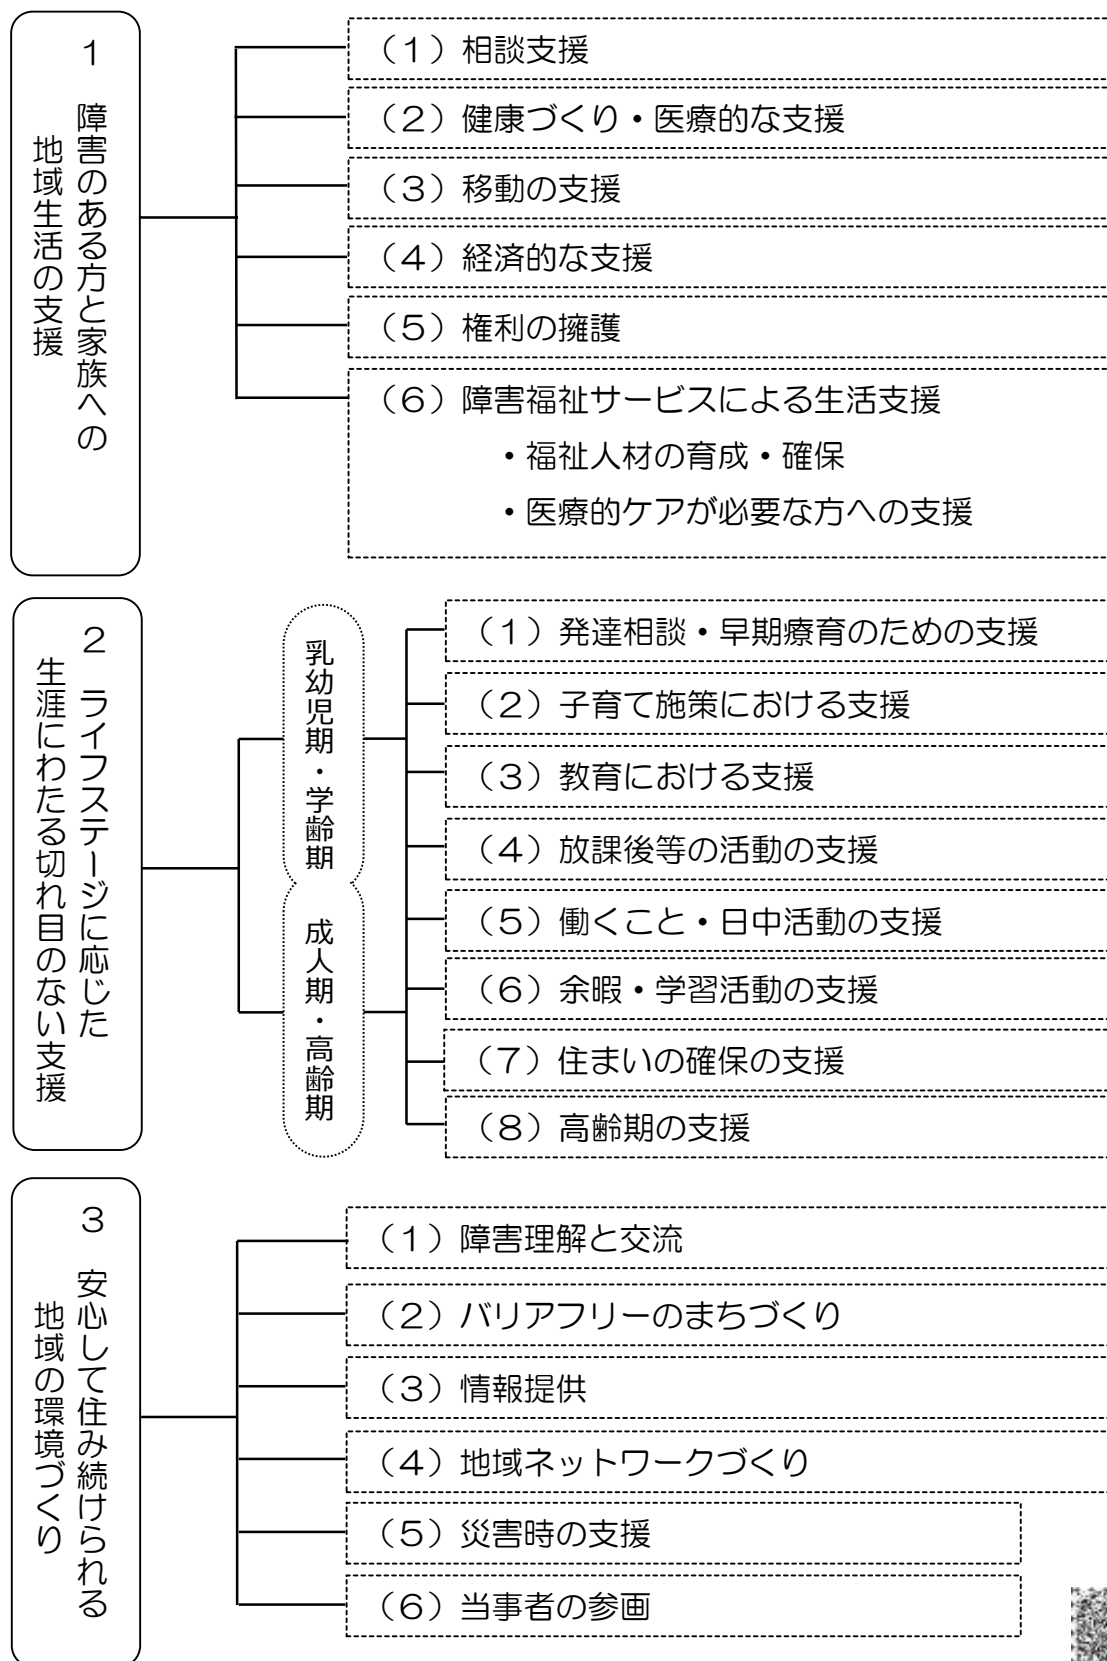 1　障害のある方と家族への
地域生活の支援
（1）相談支援
（2）健康づくり・医療的な支援
（3）移動の支援
（4）経済的な支援
（5）権利の擁護
（6）障害福祉サービスによる生活支援
・福祉人材の育成・確保
・医療的ケアが必要な方への支援
2　ライフステージに応じた
生涯にわたる切れ目のない支援
乳幼児期・学齢期
成人期・高齢期
（1）発達相談・早期療育のための支援
（2）子育て施策における支援
（3）教育における支援
（4）放課後等の活動の支援
（5）働くこと・日中活動の支援
（6）余暇・学習活動の支援
（7）住まいの確保の支援
（8）高齢期の支援
3　安心して住み続けられる
地域の環境づくり
（1）障害理解と交流
（2）バリアフリーのまちづくり
（3）情報提供
（4）地域ネットワークづくり
（5）災害時の支援
（6）当事者の参画